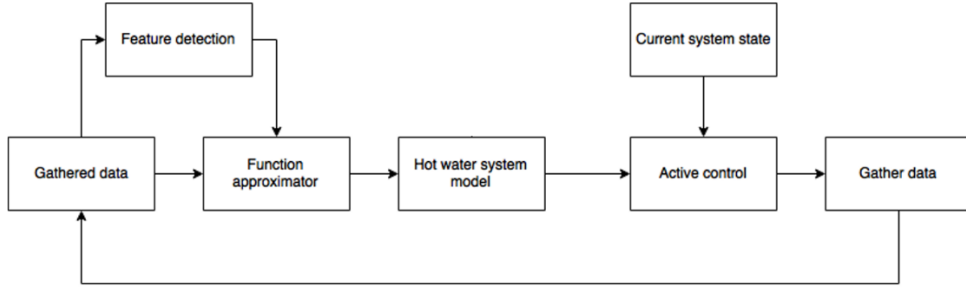 Feature detection
Current system state
Gathered data
Function
approximator
Hot water system
model
Active control
Gather data